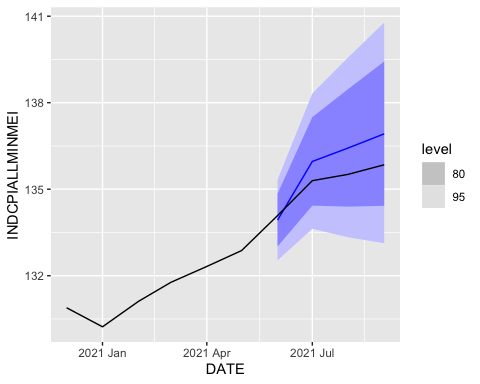 141
138
135
132
INDCPIALLMINMEI
2021 Jan
2021 Apr
2021 Jul
DATE
level
80
95